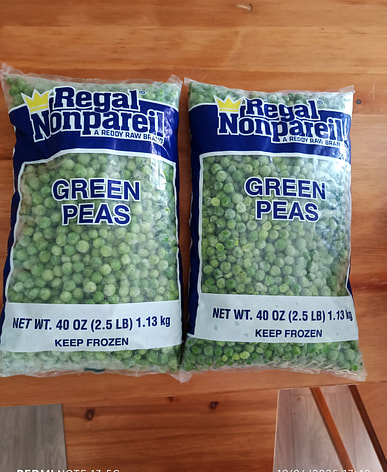 Regal
Nonpareil
A REDDY RAW BRAND
GREEN
PEAS
NET WT. 40 OZ (2.5 LB) 1.13 kg
KEEP FROZEN
Regal
Nonpareil
A REDDY RAW BRAND
GREEN
PEAS
NET WT. 40 OZ (2.5 LB) 1.13 kg
KEEP FROZEN